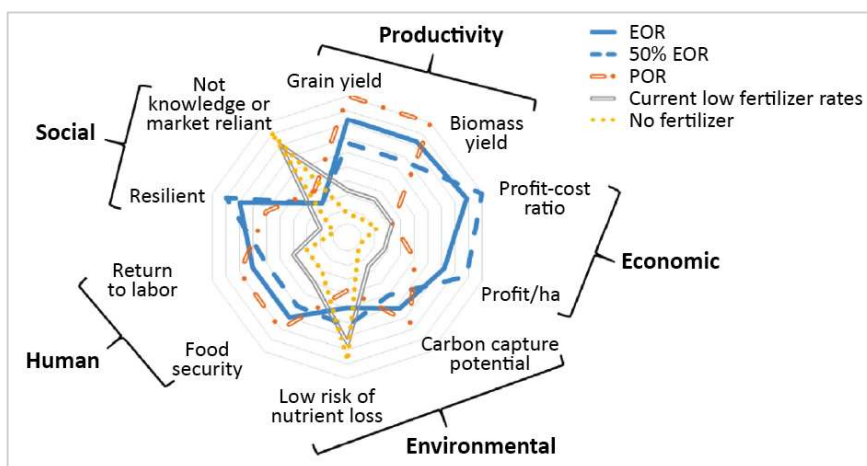 Productivity
EOR
50% EOR
POR
Current low fertilizer rates
No fertilizer
Grain yield
Biomass
yield
Profit-cost
ratio
Economic
Profit/ha
Carbon capture
potential
Environmental
Low risk of
nutrient loss
Food
security
Human
Return
to labor
Resilient
Social
Not
knowledge or
market reliant